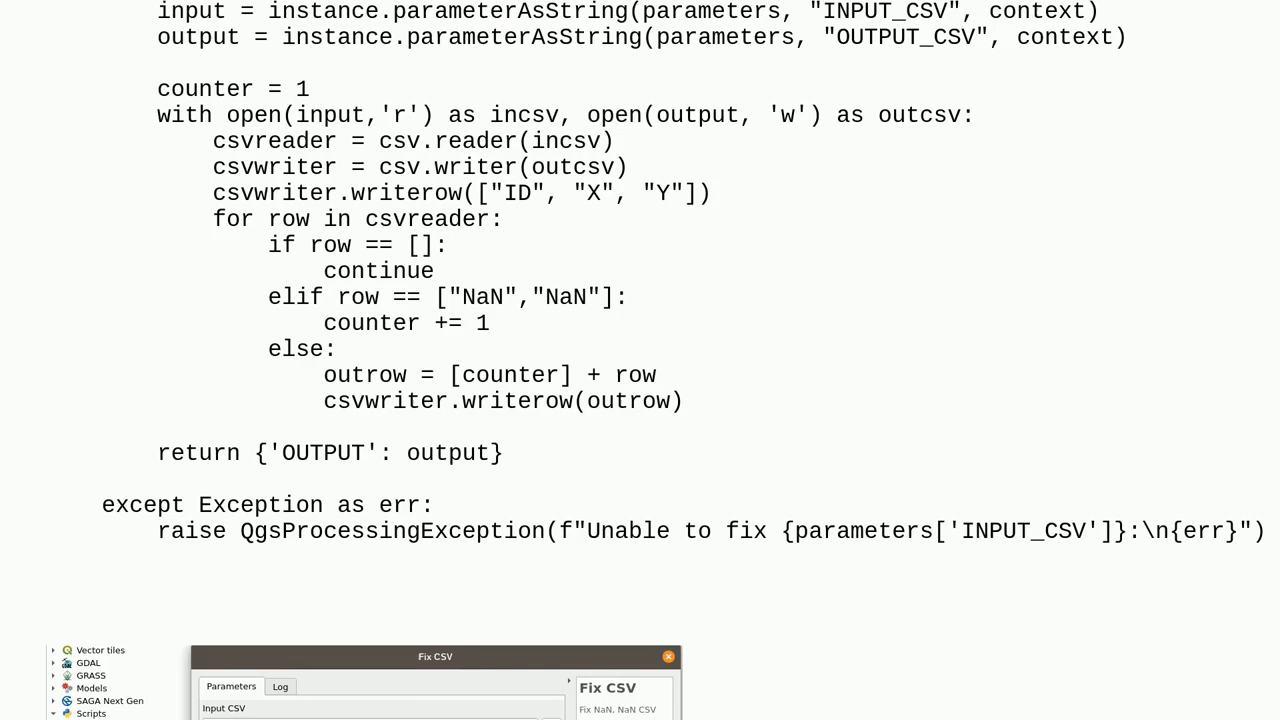 input = instance.parameterAsString(parameters, "INPUT_CSV", context)
output = instance.parameterAsString(parameters, "OUTPUT_CSV", context)
counter = 1
with open(input,'r') as incsv, open(output, 'w') as outcsv:
csvreader = csv.reader(incsv)
csvwriter = csv.writer(outcsv)
csvwriter.writerow(["ID", "X", "Y"])
for row in csvreader:
if row == []:
continue
elif row == ["NaN","NaN"]:
counter += 1
else:
outrow = [counter] + row
csvwriter.writerow(outrow)
return {'OUTPUT': output}
except Exception as err:
raise QgsProcessingException(f"Unable to fix {parameters['INPUT_CSV']}:\n{err}")
Vector tiles
GDAL
GRASS
Models
SAGA Next Gen
Scripts
Fix CSV
Parameters
Log
Input CSV
Fix CSV
Fix NaN, NaN CSV